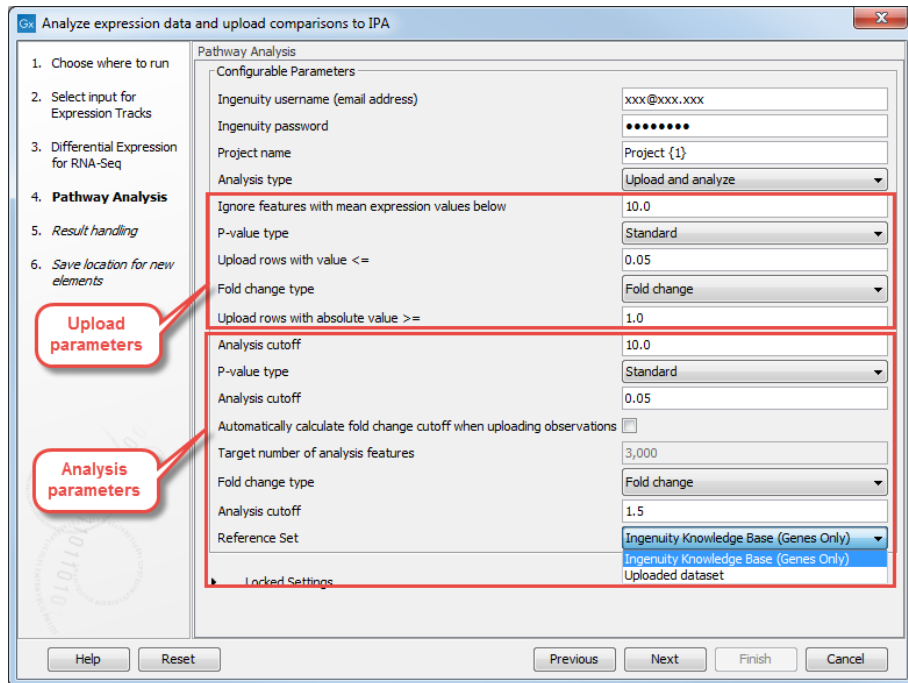 Gx Analyze expression data and upload comparisons to IPA
1. Choose where to run
2. Select input for
Expression Tracks
3. Differential Expression
for RNA-Seq
4. Pathway Analysis
5. Result handling
6. Save location for new
elements
Upload
parameters
Analysis
parameters
Pathway Analysis
Configurable Parameters
Ingenuity username (email address) xxx@xxx.xxx
Ingenuity password ••••••••
Project name Project {1}
Analysis type Upload and analyze
Ignore features with mean expression values below 10.0
P-value type Standard
Upload rows with value <= 0.05
Fold change type Fold change
Upload rows with absolute value >= 1.0
Analysis cutoff 10.0
P-value type Standard
Analysis cutoff 0.05
Automatically calculate fold change cutoff when uploading observations
Target number of analysis features 3,000
Fold change type Fold change
Analysis cutoff 1.5
Reference Set Ingenuity Knowledge Base (Genes Only)
Ingenuity Knowledge Base (Genes Only)
Uploaded dataset
Locked Settings
Help Reset Previous Next Finish Cancel